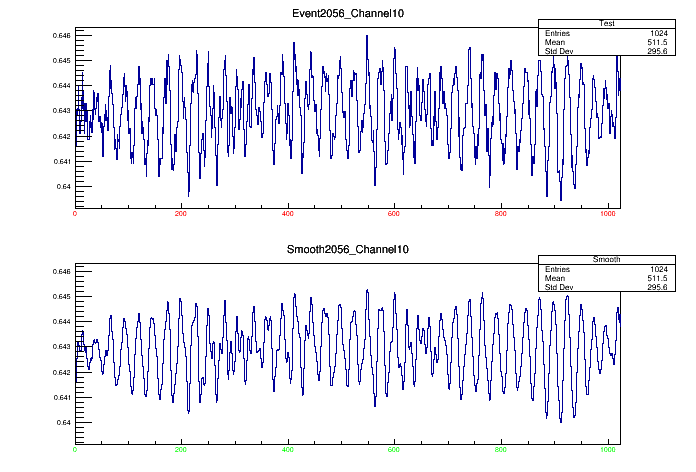 Event2056_Channel10
Test
Entries 1024
Mean 511.5
Std Dev 295.6
0.646
0.645
0.644
0.643
0.642
0.641
0.64
0 200 400 600 800 1000
Smooth2056_Channel10
Smooth
Entries 1024
Mean 511.5
Std Dev 295.6
0.646
0.645
0.644
0.643
0.642
0.641
0.64
0 200 400 600 800 1000